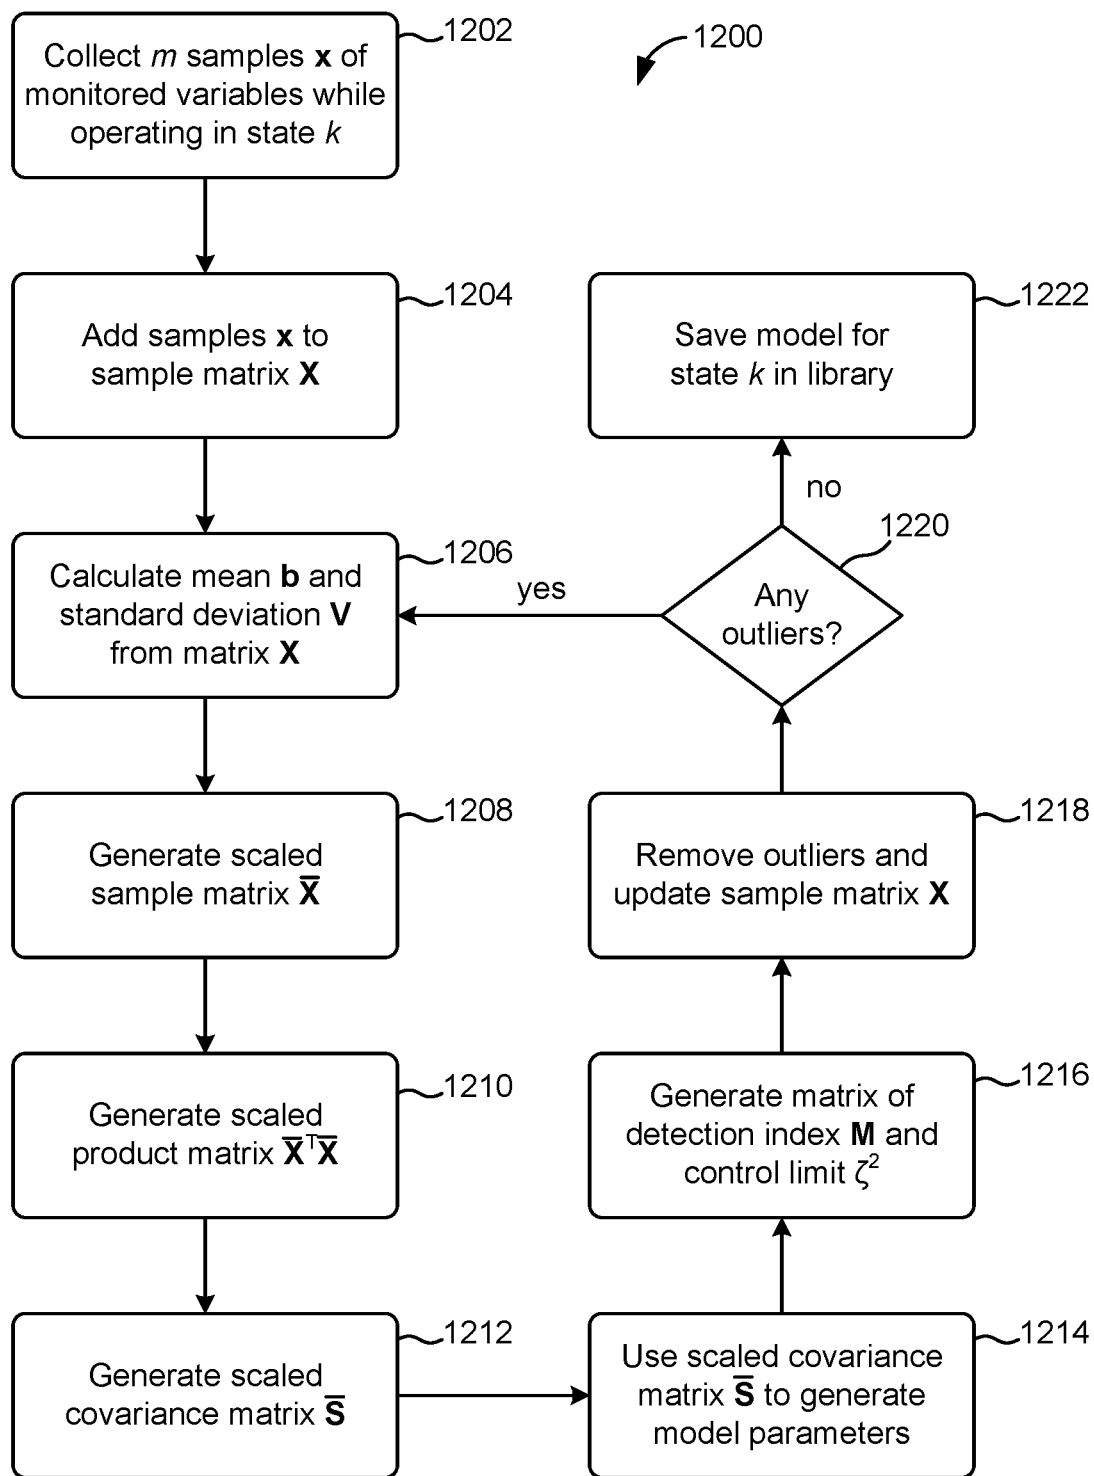 1200
Collect m samples x of
monitored variables while
operating in state k
1202
Add samples x to
sample matrix X
1204
Calculate mean b and
standard deviation V
from matrix X
1206
Generate scaled
sample matrix X̅
1208
Generate scaled
product matrix X̅ᵀX̅
1210
Generate scaled
covariance matrix S̅
1212
Use scaled covariance
matrix S̅ to generate
model parameters
1214
Generate matrix of
detection index M and
control limit ζ²
1216
Remove outliers and
update sample matrix X
1218
Any
outliers?
1220
yes
no
Save model for
state k in library
1222